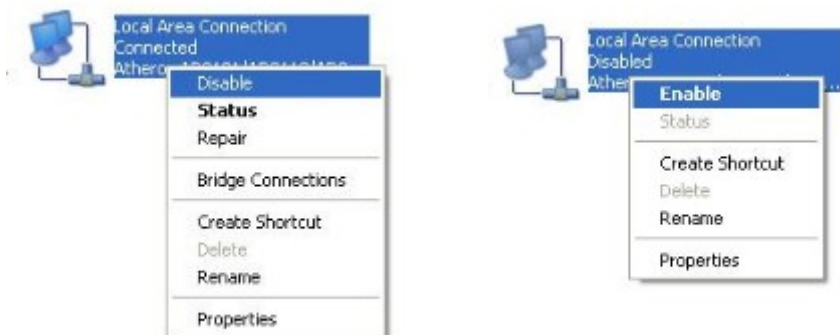 Local Area Connection
Connected
Disable
Status
Repair
Bridge Connections
Create Shortcut
Delete
Rename
Properties
Local Area Connection
Disabled
Enable
Status
Create Shortcut
Delete
Rename
Properties